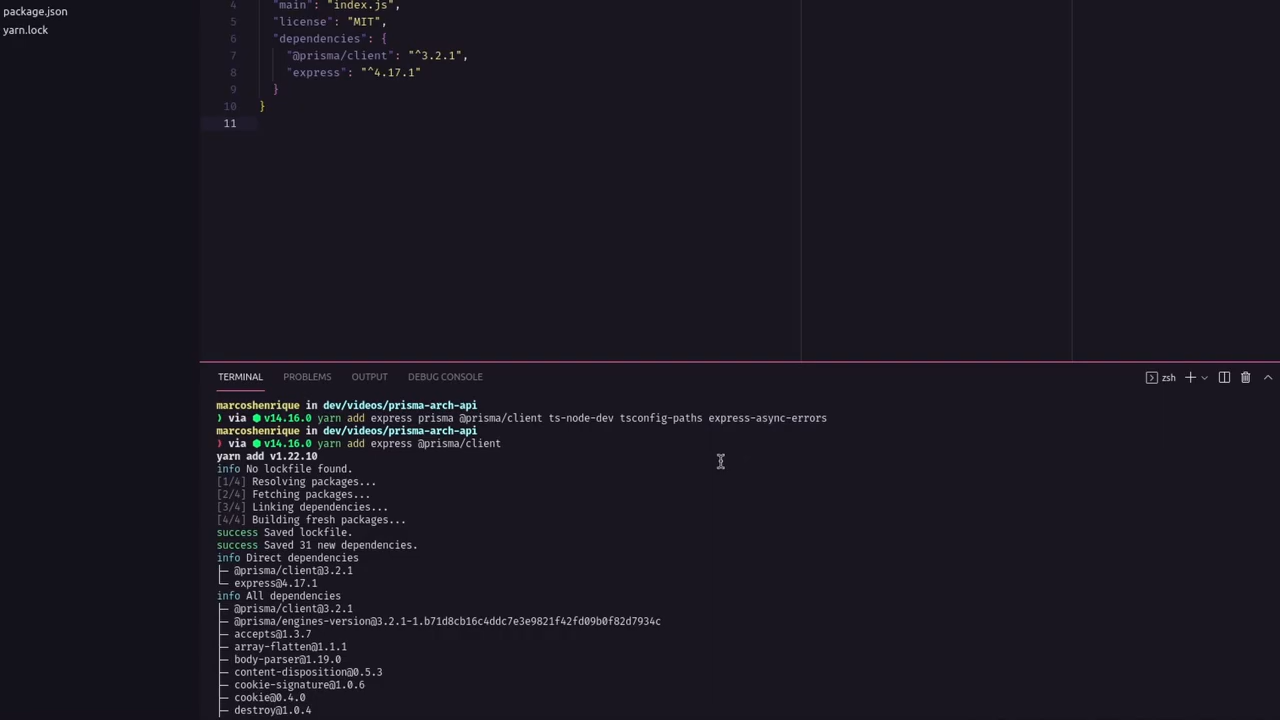 package.json
yarn.lock
4 "main": "index.js",
5 "license": "MIT",
6 "dependencies": {
7 "@prisma/client": "^3.2.1",
8 "express": "^4.17.1"
9 }
10 }
11
TERMINAL PROBLEMS OUTPUT DEBUG CONSOLE zsh
marcoshenrique in dev/videos/prisma-arch-api
❯ via ⬢ v14.16.0 yarn add express prisma @prisma/client ts-node-dev tsconfig-paths express-async-errors
marcoshenrique in dev/videos/prisma-arch-api
❯ via ⬢ v14.16.0 yarn add express @prisma/client
yarn add v1.22.10
info No lockfile found.
[1/4] Resolving packages...
[2/4] Fetching packages...
[3/4] Linking dependencies...
[4/4] Building fresh packages...
success Saved lockfile.
success Saved 31 new dependencies.
info Direct dependencies
├─ @prisma/client@3.2.1
└─ express@4.17.1
info All dependencies
├─ @prisma/client@3.2.1
├─ @prisma/engines-version@3.2.1-1.b71d8cb16c4ddc7e3e9821f42fd09b0f82d7934c
├─ accepts@1.3.7
├─ array-flatten@1.1.1
├─ body-parser@1.19.0
├─ content-disposition@0.5.3
├─ cookie-signature@1.0.6
├─ cookie@0.4.0
├─ destroy@1.0.4